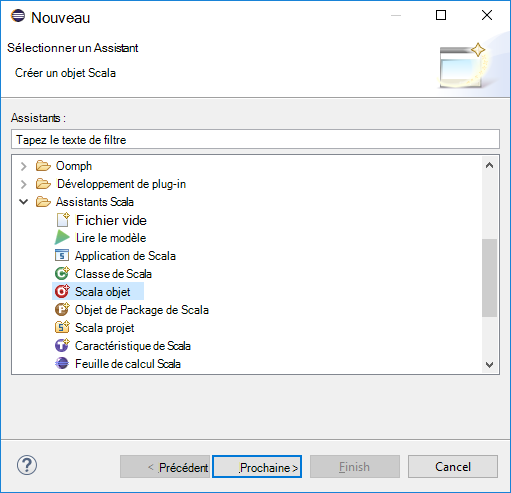 Nouveau
Sélectionner un Assistant
Créer un objet Scala
Assistants :
Tapez le texte de filtre
Oomph
Développement de plug-in
Assistants Scala
Fichier vide
Lire le modèle
Application de Scala
Classe de Scala
Scala objet
Objet de Package de Scala
Scala projet
Caractéristique de Scala
Feuille de calcul Scala
< Précédent Prochaine > Finish Cancel